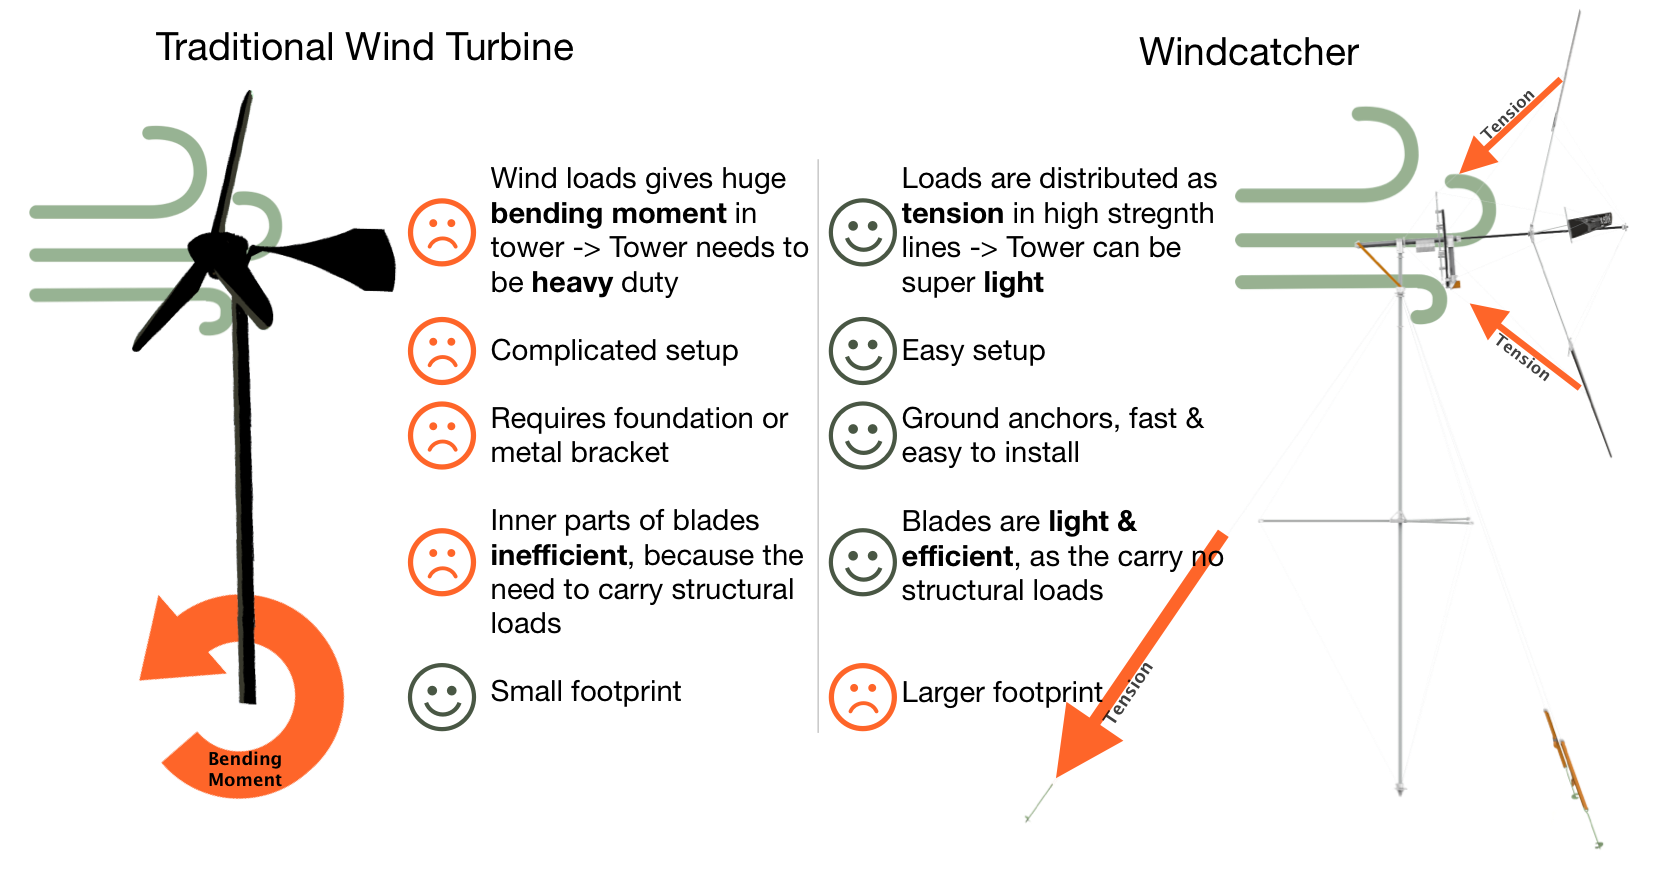 Traditional Wind Turbine
Wind loads gives huge
bending moment in
tower -> Tower needs to
be heavy duty
Complicated setup
Requires foundation or
metal bracket
Inner parts of blades
inefficient, because the
need to carry structural
loads
Small footprint
Bending
Moment
Windcatcher
Loads are distributed as
tension in high stregnth
lines -> Tower can be
super light
Easy setup
Ground anchors, fast &
easy to install
Blades are light &
efficient, as the carry no
structural loads
Larger footprint
Tension
Tension
Tension